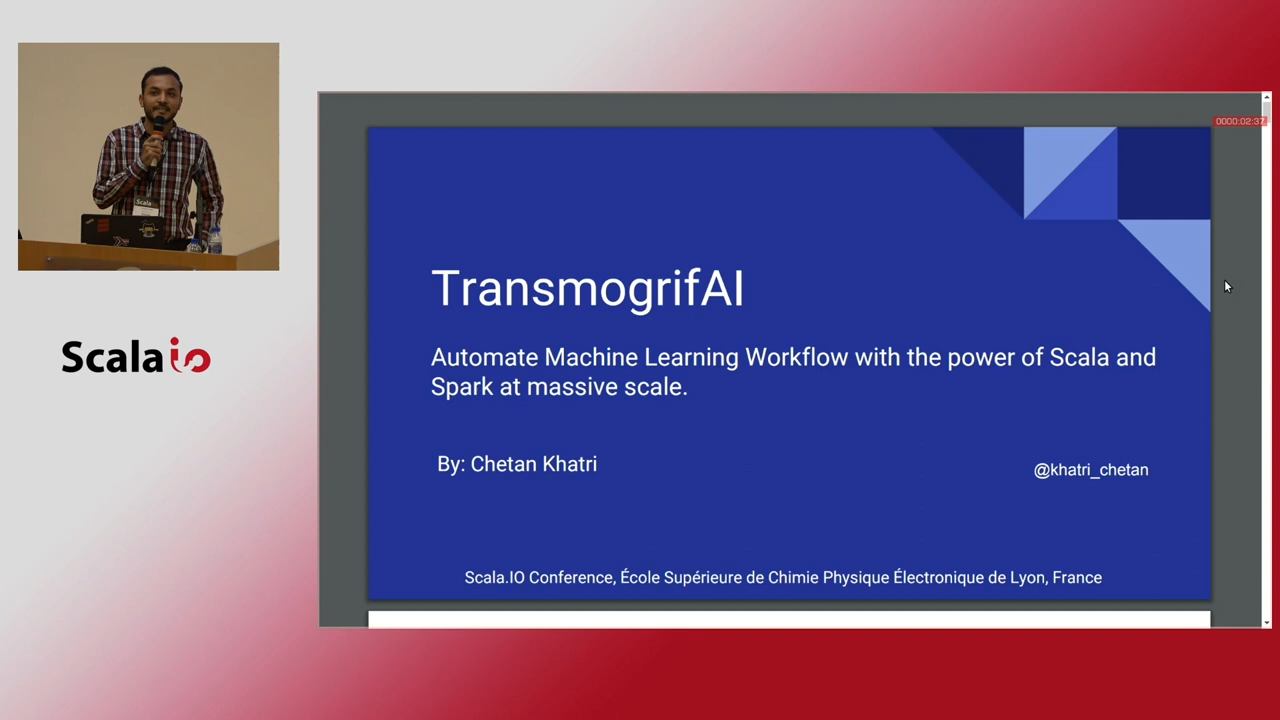 Scala
Scala.io
0000:02:37
TransmogrifAI
Automate Machine Learning Workflow with the power of Scala and
Spark at massive scale.
By: Chetan Khatri
@khatri_chetan
Scala.IO Conference, École Supérieure de Chimie Physique Électronique de Lyon, France